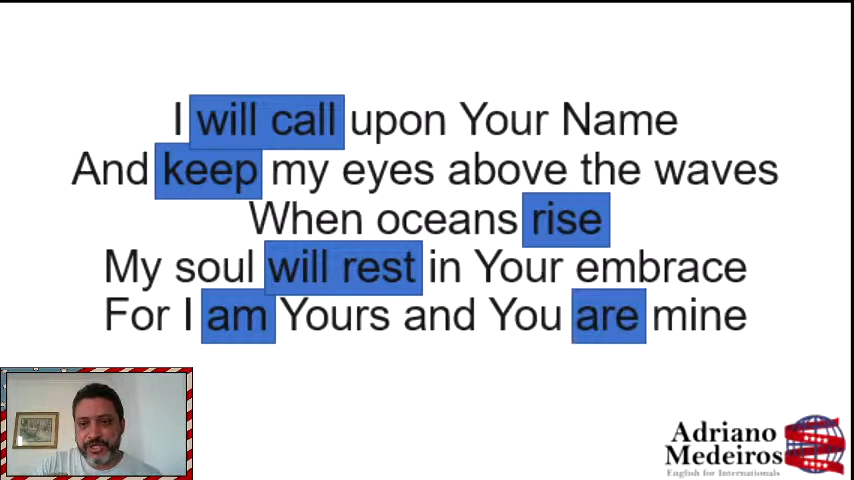 I will call upon Your Name
And keep my eyes above the waves
When oceans rise
My soul will rest in Your embrace
For I am Yours and You are mine
Adriano
Medeiros
English for Internationals